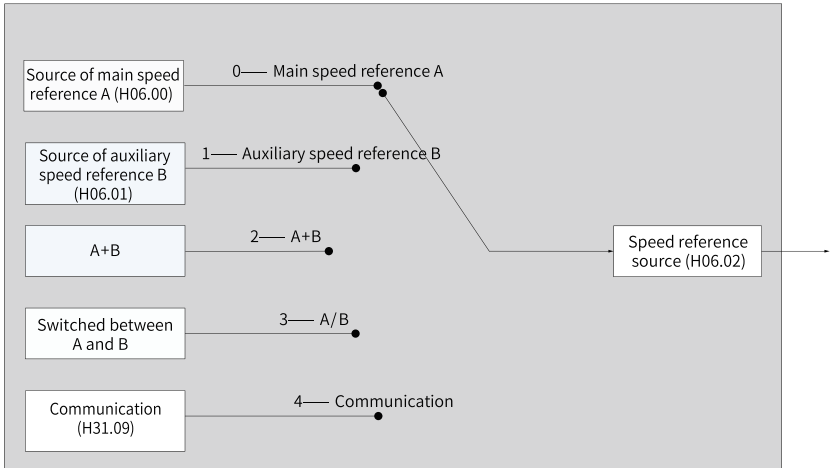 0— Main speed reference A
Source of main speed
reference A (H06.00)
1— Auxiliary speed reference B
Source of auxiliary
speed reference B
(H06.01)
2— A+B
A+B
Speed reference
source (H06.02)
3— A/B
Switched between
A and B
4— Communication
Communication
(H31.09)